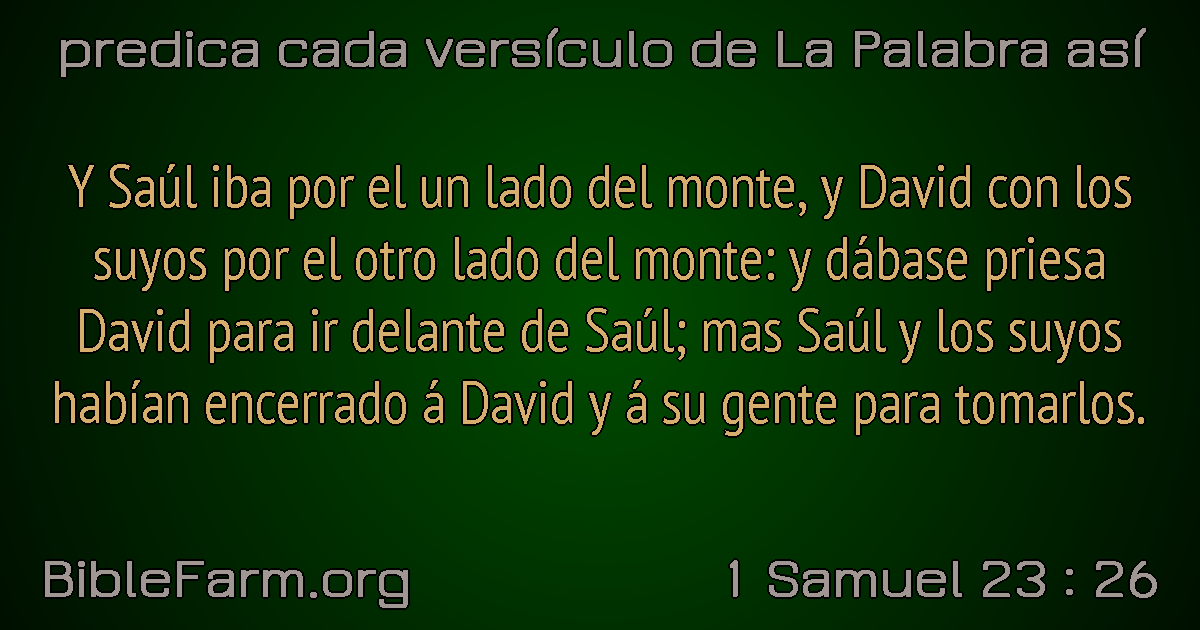 predica cada versículo de La Palabra así
Y Saúl iba por el un lado del monte, y David con los
suyos por el otro lado del monte: y dábase priesa
David para ir delante de Saúl; mas Saúl y los suyos
habían encerrado á David y á su gente para tomarlos.
BibleFarm.org
1 Samuel 23 : 26